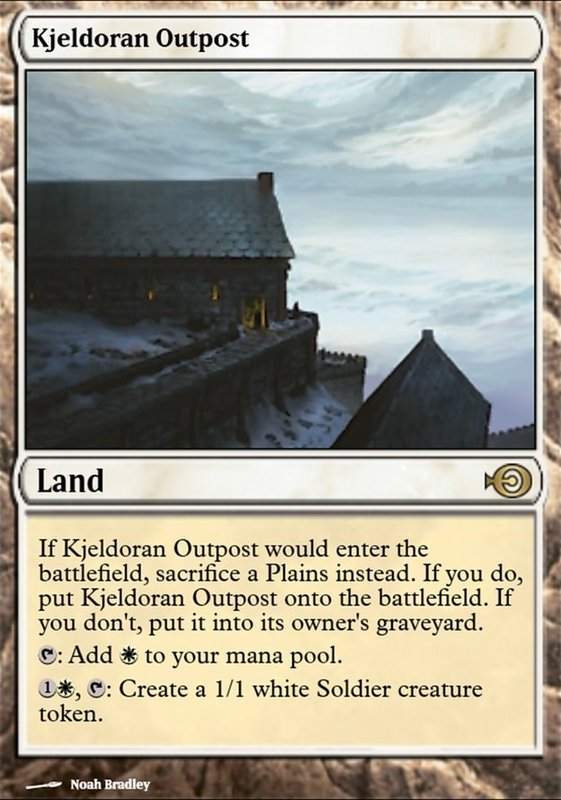 Kjeldoran Outpost
Land
If Kjeldoran Outpost would enter the
battlefield, sacrifice a Plains instead. If you do,
put Kjeldoran Outpost onto the battlefield. If
you don't, put it into its owner's graveyard.
: Add to your mana pool.
1, : Create a 1/1 white Soldier creature
token.
Noah Bradley